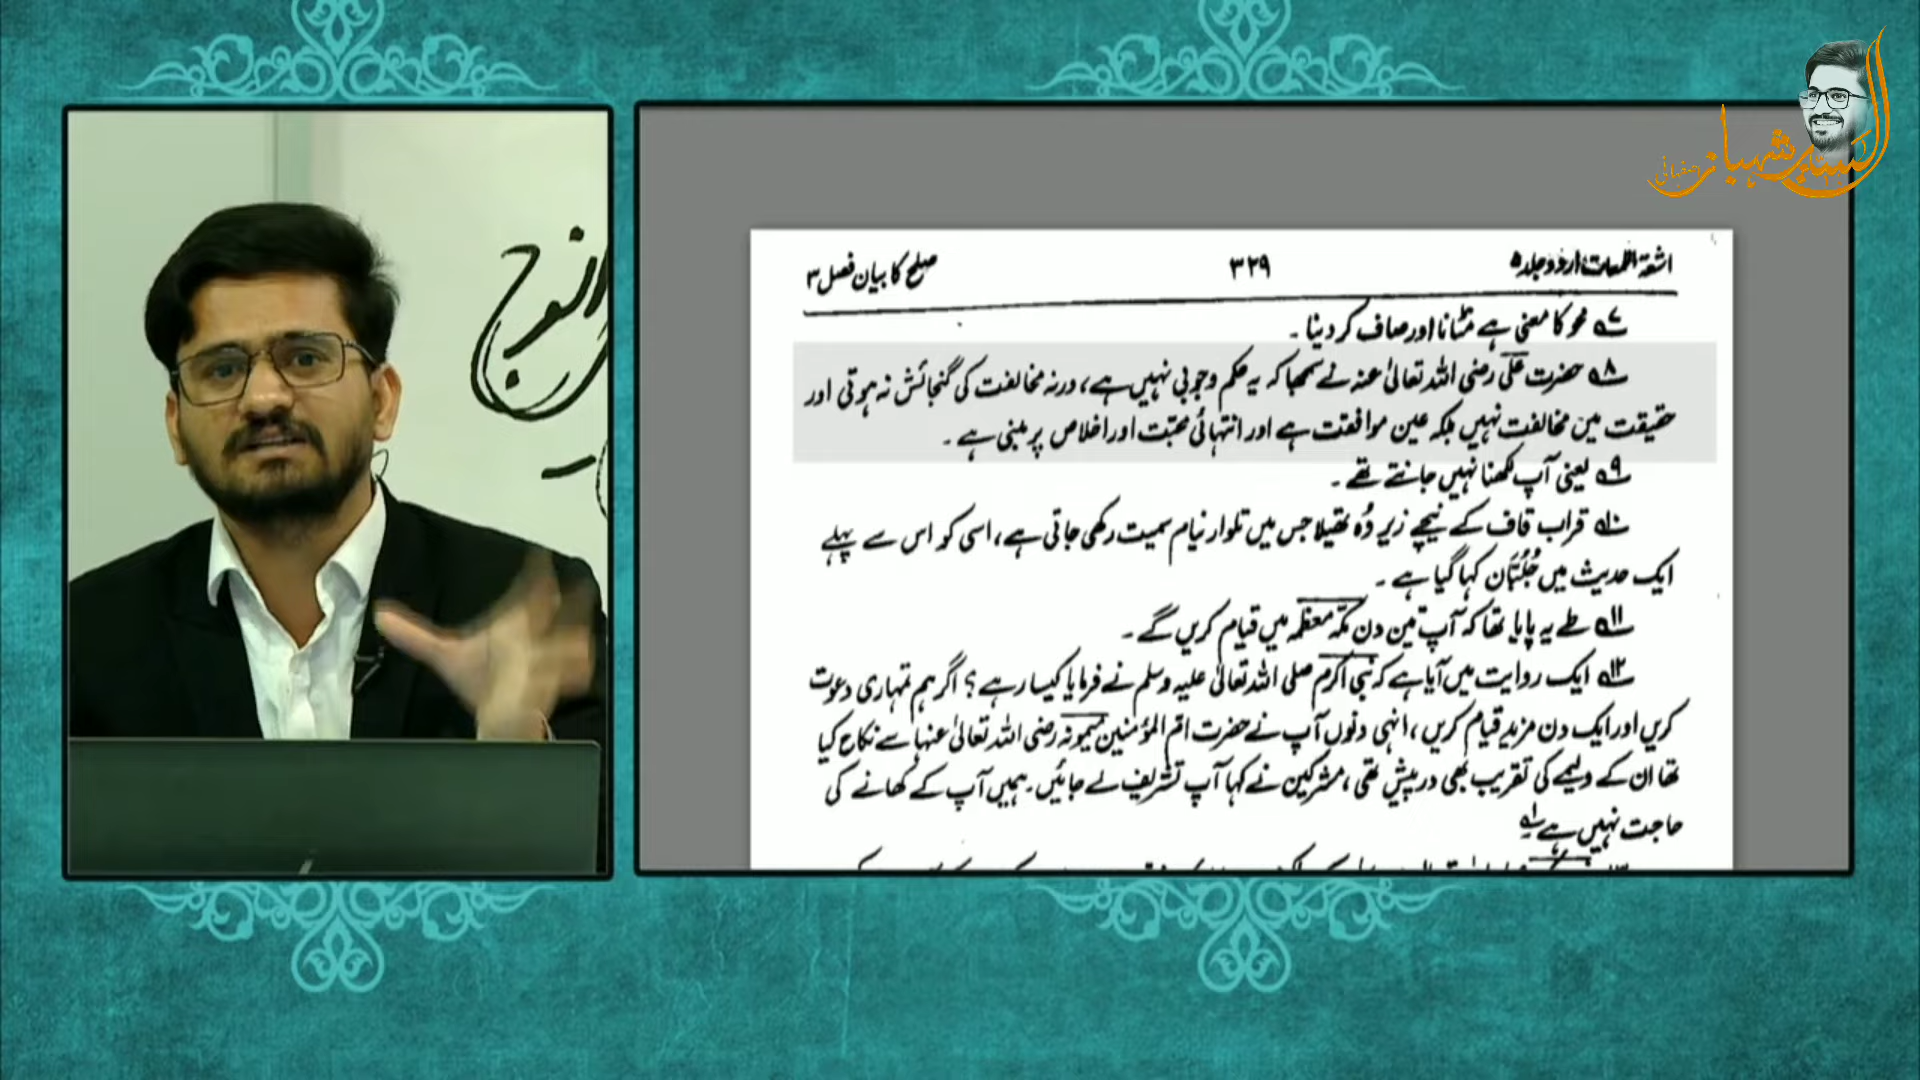 اشعۃ اللمعات اردو جلد ۵
۳۲۹
صلح کا بیان فصل ۳
۷ محو کا معنی ہے مٹانا اور صاف کر دینا ۔
۸ حضرت علی رضی اللہ تعالیٰ عنہ نے سمجھا کہ یہ حکم وجوبی نہیں ہے، ورنہ مخالفت کی گنجائش نہ ہوتی اور
حقیقت میں مخالفت نہیں بلکہ عین موافقت ہے اور انتہائی محبّت اور اخلاص پر مبنی ہے ۔
۹ یعنی آپ لکھنا نہیں جانتے تھے ۔
۱۰ قراب قاف کے نیچے زیر وُہ تھیلا جس میں تلوار نیام سمیت رکھی جاتی ہے، اسی کو اس سے پہلے
ایک حدیث میں جُلُبَّان کہا گیا ہے ۔
۱۱ طے یہ پایا تھا کہ آپ تین دن مکّہ معظمہ میں قیام کریں گے ۔
۱۲ ایک روایت میں آیا ہے کہ نبی اکرم صلی اللہ تعالیٰ علیہ وسلم نے فرمایا کیسا رہے ؟ اگر ہم تمہاری دعوت
کریں اور ایک دن مزید قیام کریں ، انہی دنوں آپ نے حضرت اُمّ المؤمنین میمونہ رضی اللہ تعالیٰ عنہا سے نکاح کیا
تھا ان کے ولیمے کی تقریب بھی درپیش تھی ، مشرکین نے کہا آپ تشریف لے جائیں ۔ ہمیں آپ کے کھانے کی
حاجت نہیں ہے ۱